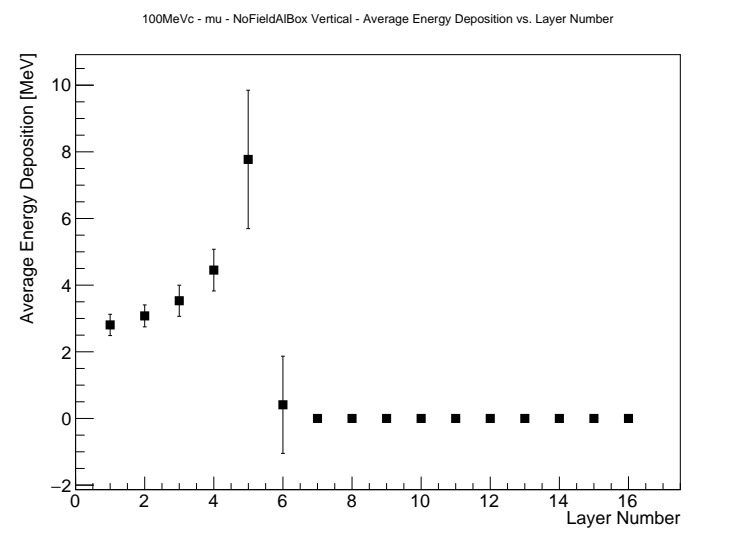 100MeVc - mu - NoFieldAlBox Vertical - Average Energy Deposition vs. Layer Number
Average Energy Deposition [MeV]
10
8
6
4
2
0
−2
0 2 4 6 8 10 12 14 16
Layer Number